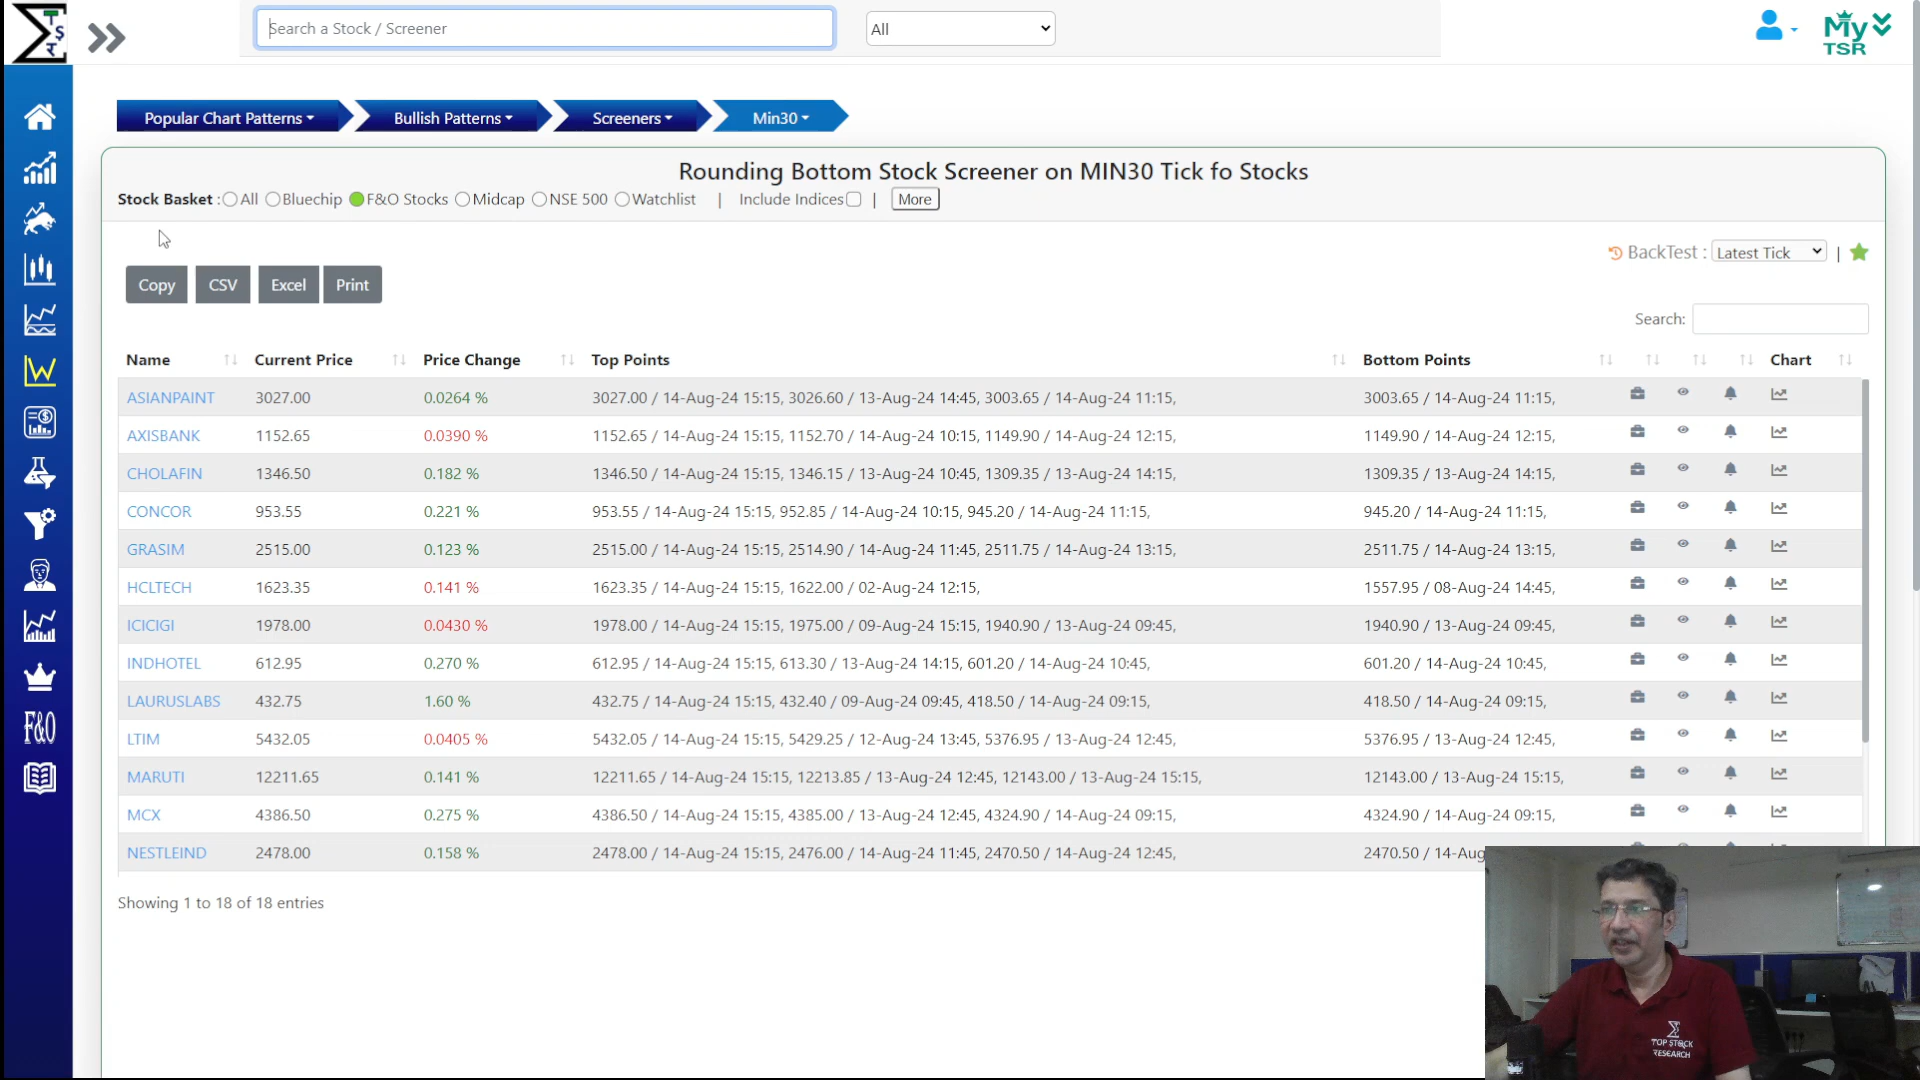 Search a Stock / Screener
All
My
TSR
Popular Chart Patterns
Bullish Patterns
Screeners
Min30
Rounding Bottom Stock Screener on MIN30 Tick fo Stocks
Stock Basket : All Bluechip F&O Stocks Midcap NSE 500 Watchlist | Include Indices | More
BackTest : Latest Tick |
Copy CSV Excel Print
Search:
Name Current Price Price Change Top Points Bottom Points Chart
ASIANPAINT 3027.00 0.0264 % 3027.00 / 14-Aug-24 15:15, 3026.60 / 13-Aug-24 14:45, 3003.65 / 14-Aug-24 11:15, 3003.65 / 14-Aug-24 11:15,
AXISBANK 1152.65 0.0390 % 1152.65 / 14-Aug-24 15:15, 1152.70 / 14-Aug-24 10:15, 1149.90 / 14-Aug-24 12:15, 1149.90 / 14-Aug-24 12:15,
CHOLAFIN 1346.50 0.182 % 1346.50 / 14-Aug-24 15:15, 1346.15 / 13-Aug-24 10:45, 1309.35 / 13-Aug-24 14:15, 1309.35 / 13-Aug-24 14:15,
CONCOR 953.55 0.221 % 953.55 / 14-Aug-24 15:15, 952.85 / 14-Aug-24 10:15, 945.20 / 14-Aug-24 11:15, 945.20 / 14-Aug-24 11:15,
GRASIM 2515.00 0.123 % 2515.00 / 14-Aug-24 15:15, 2514.90 / 14-Aug-24 11:45, 2511.75 / 14-Aug-24 13:15, 2511.75 / 14-Aug-24 13:15,
HCLTECH 1623.35 0.141 % 1623.35 / 14-Aug-24 15:15, 1622.00 / 02-Aug-24 12:15, 1557.95 / 08-Aug-24 14:45,
ICICIGI 1978.00 0.0430 % 1978.00 / 14-Aug-24 15:15, 1975.00 / 09-Aug-24 15:15, 1940.90 / 13-Aug-24 09:45, 1940.90 / 13-Aug-24 09:45,
INDHOTEL 612.95 0.270 % 612.95 / 14-Aug-24 15:15, 613.30 / 13-Aug-24 14:15, 601.20 / 14-Aug-24 10:45, 601.20 / 14-Aug-24 10:45,
LAURUSLABS 432.75 1.60 % 432.75 / 14-Aug-24 15:15, 432.40 / 09-Aug-24 09:45, 418.50 / 14-Aug-24 09:15, 418.50 / 14-Aug-24 09:15,
LTIM 5432.05 0.0405 % 5432.05 / 14-Aug-24 15:15, 5429.25 / 12-Aug-24 13:45, 5376.95 / 13-Aug-24 12:45, 5376.95 / 13-Aug-24 12:45,
MARUTI 12211.65 0.141 % 12211.65 / 14-Aug-24 15:15, 12213.85 / 13-Aug-24 12:45, 12143.00 / 13-Aug-24 15:15, 12143.00 / 13-Aug-24 15:15,
MCX 4386.50 0.275 % 4386.50 / 14-Aug-24 15:15, 4385.00 / 13-Aug-24 12:45, 4324.90 / 14-Aug-24 09:15, 4324.90 / 14-Aug-24 09:15,
NESTLEIND 2478.00 0.158 % 2478.00 / 14-Aug-24 15:15, 2476.00 / 14-Aug-24 11:45, 2470.50 / 14-Aug-24 12:45, 2470.50 / 14-Aug
Showing 1 to 18 of 18 entries
F&O
TOP STOCK
RESEARCH